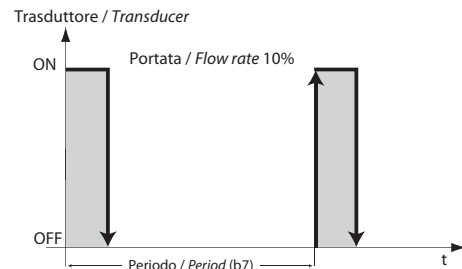 Trasduttore / Transducer
ON
Portata / Flow rate 10%
OFF
Periodo / Period (b7)
t